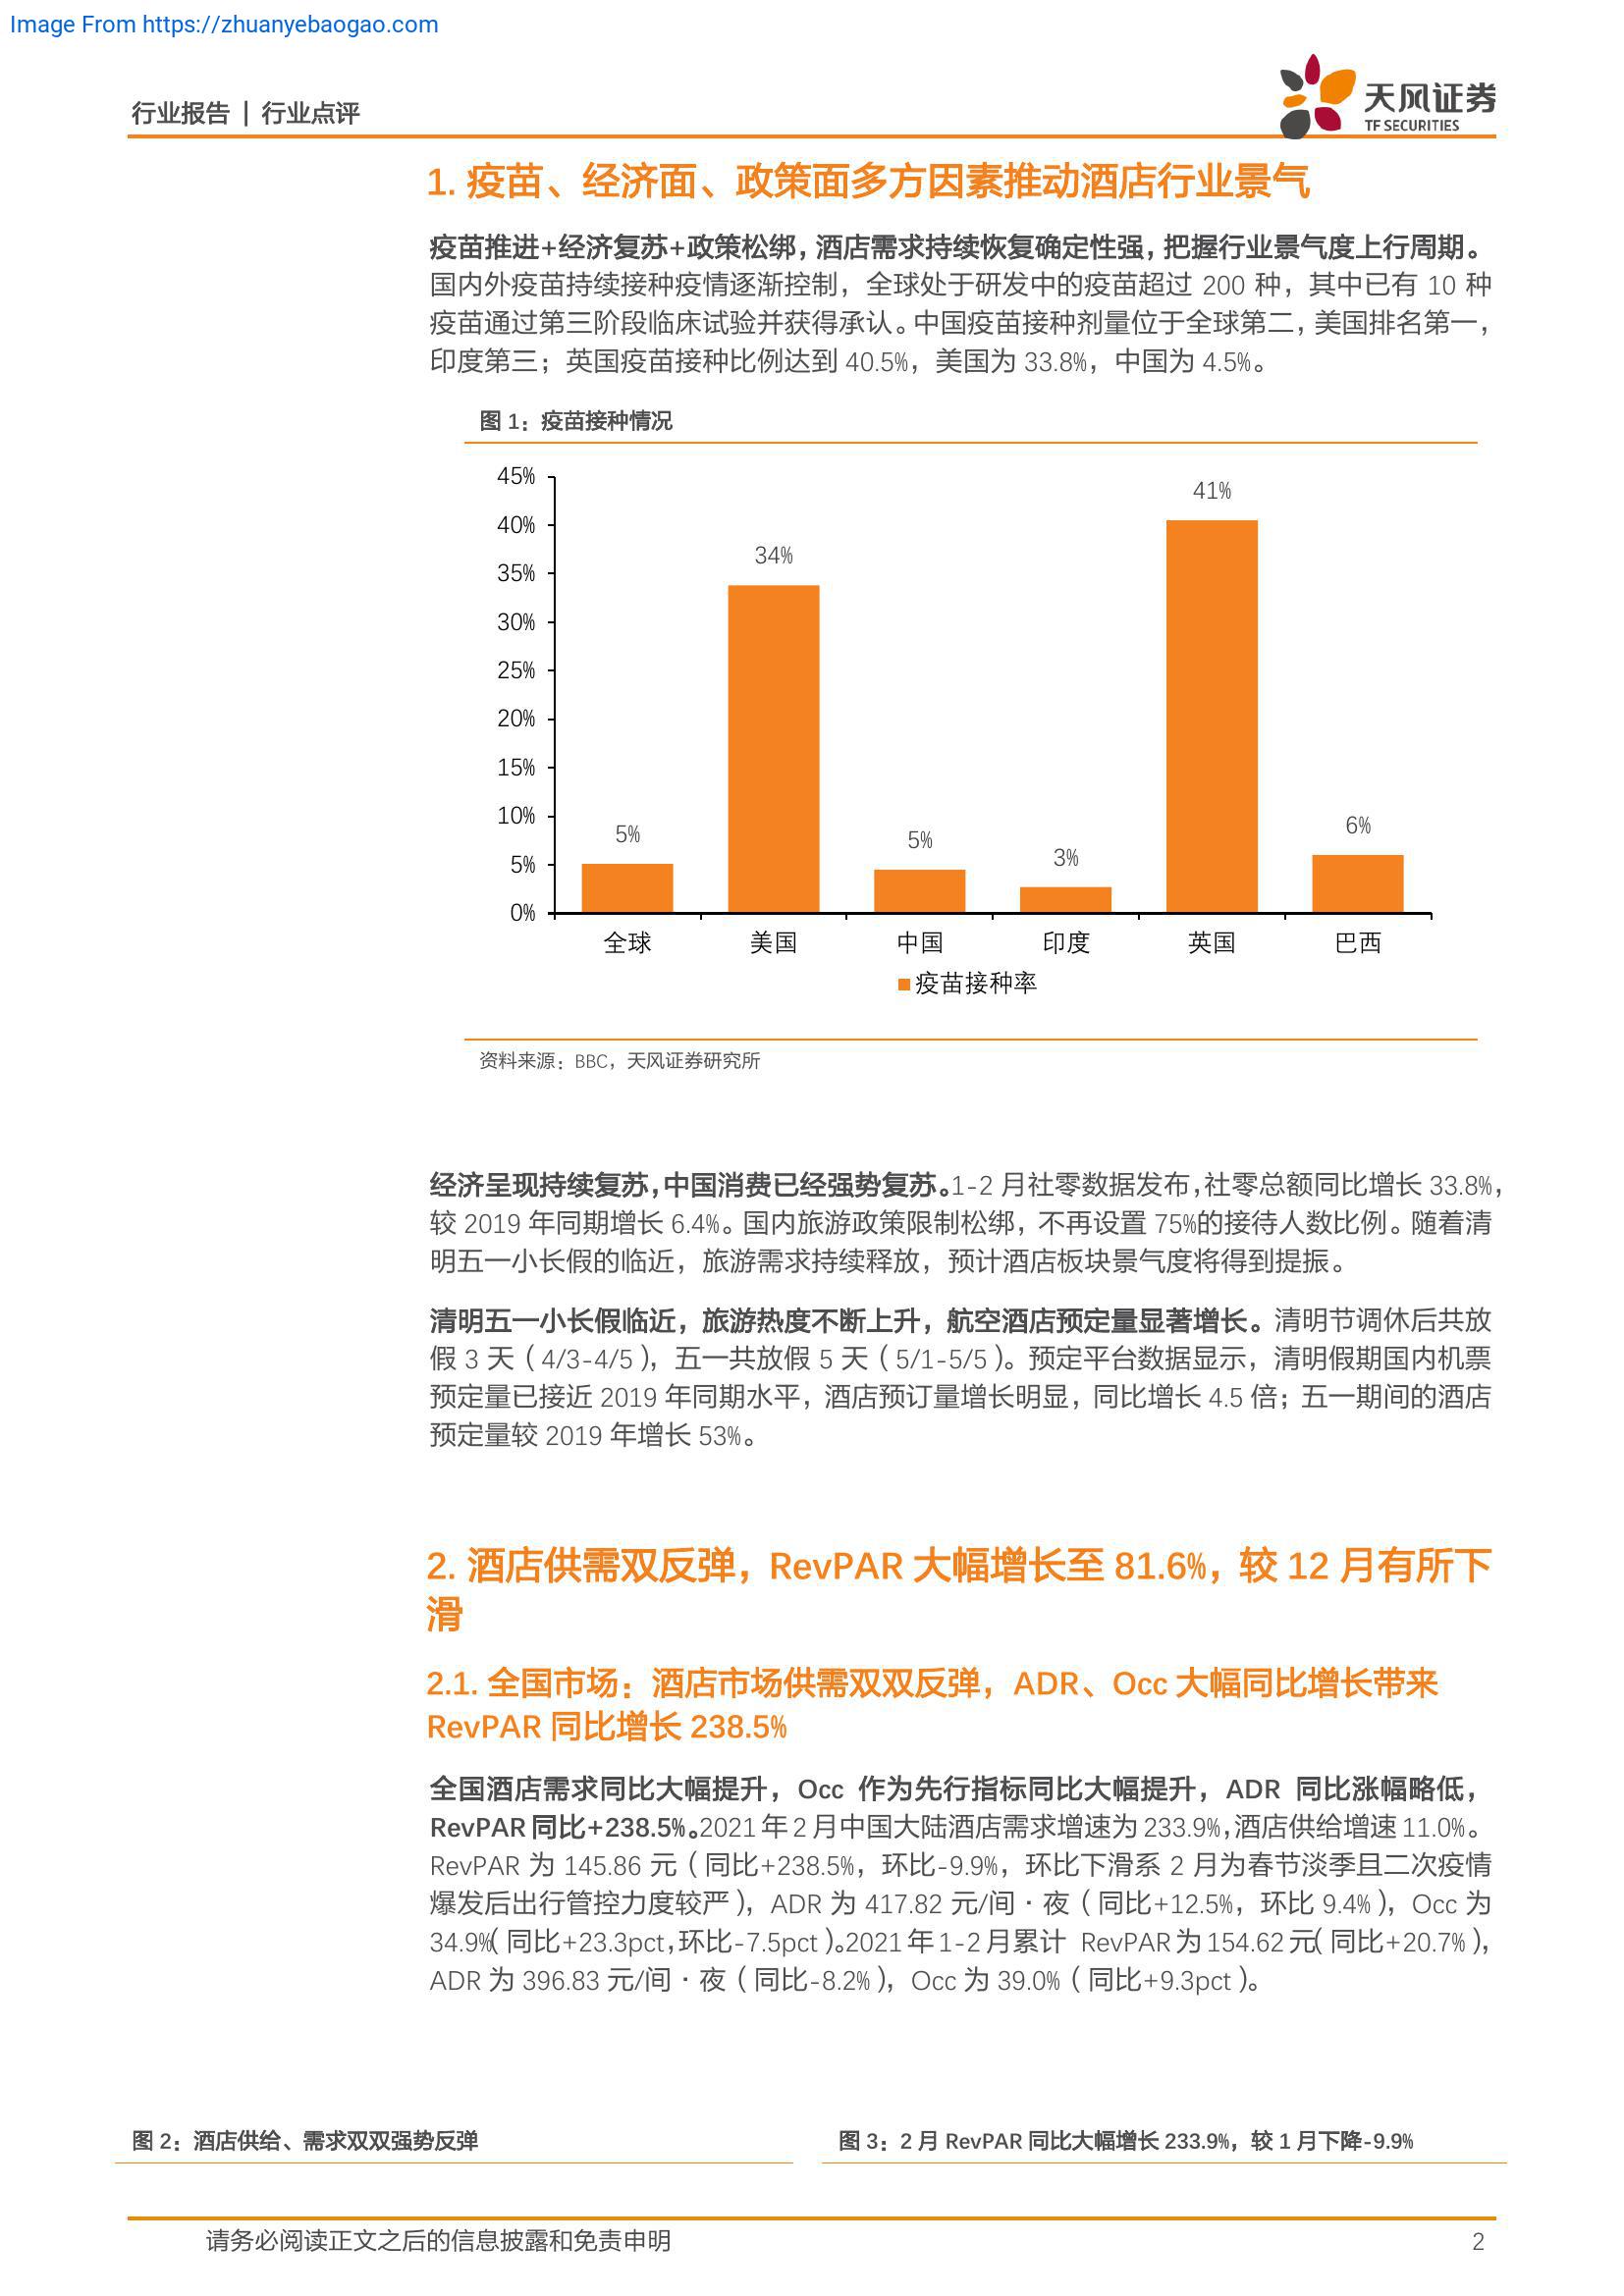 Image From https://zhuanyebaogao.com
行业报告 | 行业点评
天风证券
TF SECURITIES
1. 疫苗、经济面、政策面多方因素推动酒店行业景气
疫苗推进+经济复苏+政策松绑，酒店需求持续恢复确定性强，把握行业景气度上行周期。
国内外疫苗持续接种疫情逐渐控制，全球处于研发中的疫苗超过 200 种，其中已有 10 种
疫苗通过第三阶段临床试验并获得承认。中国疫苗接种剂量位于全球第二，美国排名第一，
印度第三；英国疫苗接种比例达到 40.5%，美国为 33.8%，中国为 4.5%。
图 1：疫苗接种情况
45%
40%
35%
30%
25%
20%
15%
10%
5%
0%
5%
34%
5%
3%
41%
6%
全球 美国 中国 印度 英国 巴西
疫苗接种率
资料来源：BBC，天风证券研究所
经济呈现持续复苏，中国消费已经强势复苏。1-2 月社零数据发布，社零总额同比增长 33.8%，
较 2019 年同期增长 6.4%。国内旅游政策限制松绑，不再设置 75%的接待人数比例。随着清
明五一小长假的临近，旅游需求持续释放，预计酒店板块景气度将得到提振。
清明五一小长假临近，旅游热度不断上升，航空酒店预定量显著增长。清明节调休后共放
假 3 天（4/3-4/5），五一共放假 5 天（5/1-5/5）。预定平台数据显示，清明假期国内机票
预定量已接近 2019 年同期水平，酒店预订量增长明显，同比增长 4.5 倍；五一期间的酒店
预定量较 2019 年增长 53%。
2. 酒店供需双反弹，RevPAR 大幅增长至 81.6%，较 12 月有所下
滑
2.1. 全国市场：酒店市场供需双双反弹，ADR、Occ 大幅同比增长带来
RevPAR 同比增长 238.5%
全国酒店需求同比大幅提升，Occ 作为先行指标同比大幅提升，ADR 同比涨幅略低，
RevPAR 同比+238.5%。2021 年 2 月中国大陆酒店需求增速为 233.9%，酒店供给增速 11.0%。
RevPAR 为 145.86 元（同比+238.5%，环比-9.9%，环比下滑系 2 月为春节淡季且二次疫情
爆发后出行管控力度较严），ADR 为 417.82 元/间·夜（同比+12.5%，环比 9.4%），Occ 为
34.9%（同比+23.3pct，环比-7.5pct）。2021 年 1-2 月累计 RevPAR 为 154.62 元（同比+20.7%），
ADR 为 396.83 元/间·夜（同比-8.2%），Occ 为 39.0%（同比+9.3pct）。
图 2：酒店供给、需求双双强势反弹
图 3：2 月 RevPAR 同比大幅增长 233.9%，较 1 月下降-9.9%
请务必阅读正文之后的信息披露和免责申明
2